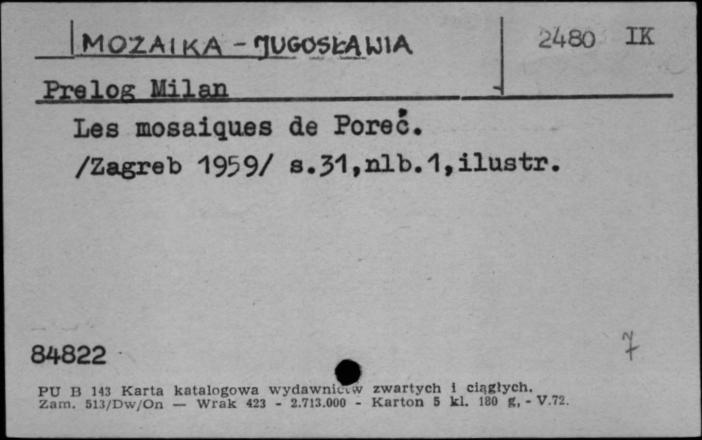 MOZAIKA - JUGOSŁAWIA 2480 IK
Prelog Milan
Les mosaiques de Poreč.
/Zagreb 1959/ s.31,nlb.1,ilustr.
7
84822
PU B 143 Karta katalogowa wydawnictw zwartych i ciągłych.
Zam. 513/Dw/On — Wrak 423 - 2.713.000 - Karton 5 kl. 180 g, - V.72.